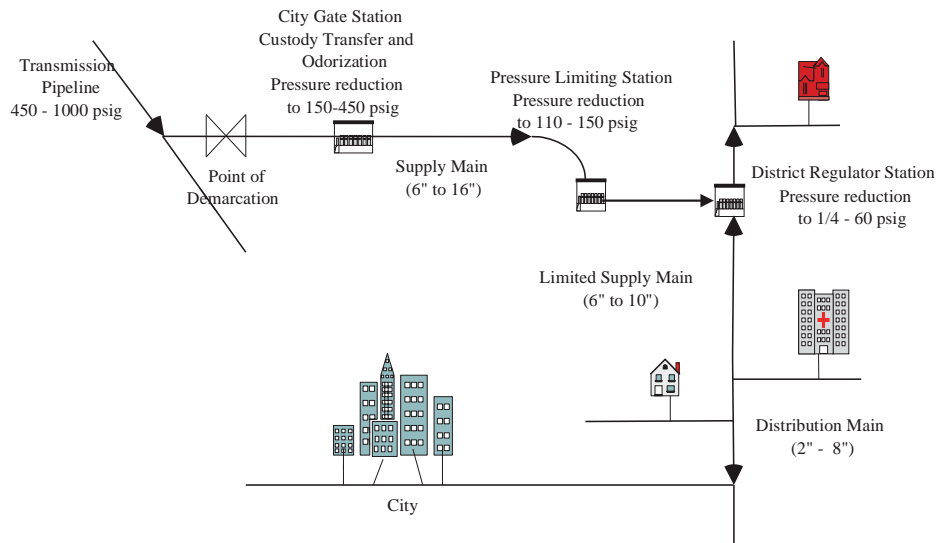 City Gate Station
Custody Transfer and
Odorization
Pressure reduction
to 150-450 psig
Transmission
Pipeline
450 - 1000 psig
Pressure Limiting Station
Pressure reduction
to 110 - 150 psig
Point of
Demarcation
Supply Main
(6" to 16")
District Regulator Station
Pressure reduction
to 1/4 - 60 psig
Limited Supply Main
(6" to 10")
Distribution Main
(2" - 8")
City